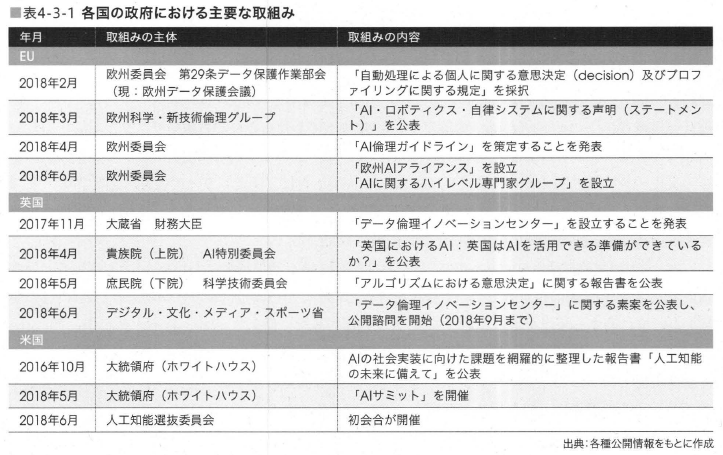 ■表4-3-1 各国の政府における主要な取組み
年月 取組みの主体 取組みの内容
EU
2018年2月 欧州委員会　第29条データ保護作業部会（現：欧州データ保護会議） 「自動処理による個人に関する意思決定（decision）及びプロファイリングに関する規定」を採択
2018年3月 欧州科学・新技術倫理グループ 「AI・ロボティクス・自律システムに関する声明（ステートメント）」を公表
2018年4月 欧州委員会 「AI倫理ガイドライン」を策定することを発表
2018年6月 欧州委員会 「欧州AIアライアンス」を設立
「AIに関するハイレベル専門家グループ」を設立
英国
2017年11月 大蔵省　財務大臣 「データ倫理イノベーションセンター」を設立することを発表
2018年4月 貴族院（上院）　AI特別委員会 「英国におけるAI：英国はAIを活用できる準備ができているか？」を公表
2018年5月 庶民院（下院）　科学技術委員会 「アルゴリズムにおける意思決定」に関する報告書を公表
2018年6月 デジタル・文化・メディア・スポーツ省 「データ倫理イノベーションセンター」に関する素案を公表し、公開諮問を開始（2018年9月まで）
米国
2016年10月 大統領府（ホワイトハウス） AIの社会実装に向けた課題を網羅的に整理した報告書「人工知能の未来に備えて」を公表
2018年5月 大統領府（ホワイトハウス） 「AIサミット」を開催
2018年6月 人工知能選抜委員会 初会合が開催
出典：各種公開情報をもとに作成